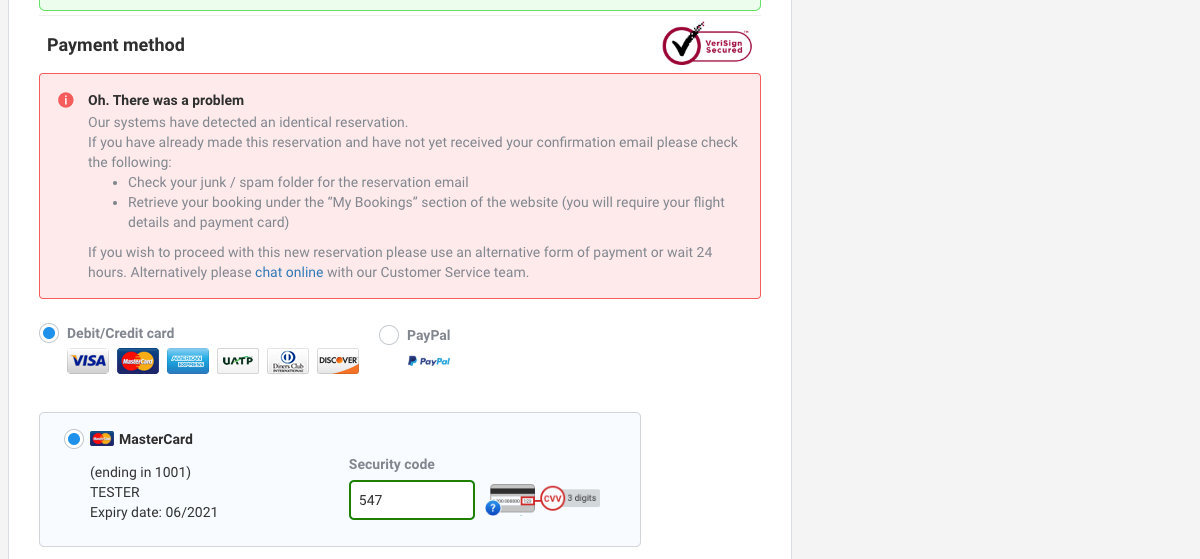 Payment method
VeriSign
Secured
Oh. There was a problem
Our systems have detected an identical reservation.
If you have already made this reservation and have not yet received your confirmation email please check
the following:
• Check your junk / spam folder for the reservation email
• Retrieve your booking under the “My Bookings” section of the website (you will require your flight
details and payment card)
If you wish to proceed with this new reservation please use an alternative form of payment or wait 24
hours. Alternatively please chat online with our Customer Service team.
Debit/Credit card
PayPal
VISA MasterCard AMERICAN EXPRESS UATP Diners Club INTERNATIONAL DISCOVER
PayPal
MasterCard MasterCard
(ending in 1001)
TESTER
Expiry date: 06/2021
Security code
547
? CVV 3 digits